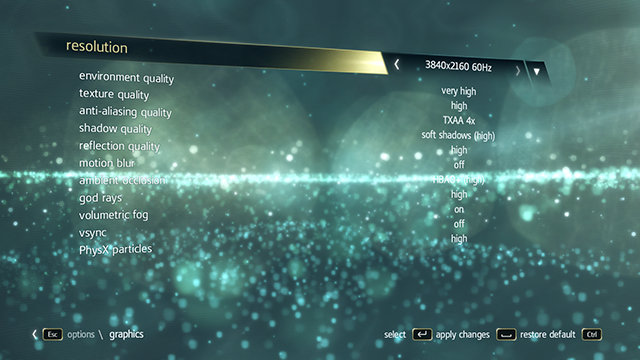 resolution 3840x2160 60Hz
environment quality very high
texture quality high
anti-aliasing quality TXAA 4x
shadow quality soft shadows (high)
reflection quality high
motion blur off
ambient occlusion (high)
god rays high
volumetric fog on
vsync off
PhysX particles high
Esc options \ graphics select apply changes restore default Ctrl